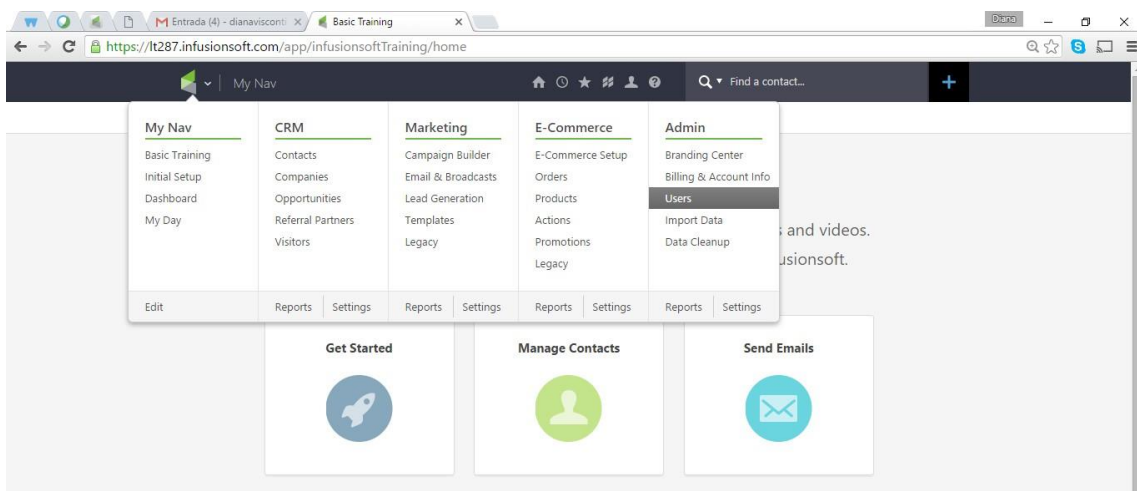 Entrada (4) - dianavisconti
Basic Training
Diana
https://lt287.infusionsoft.com/app/infusionsoftTraining/home
My Nav
Find a contact...
My Nav CRM Marketing E-Commerce Admin
Basic Training Contacts Campaign Builder E-Commerce Setup Branding Center
Initial Setup Companies Email & Broadcasts Orders Billing & Account Info
Dashboard Opportunities Lead Generation Products Users
My Day Referral Partners Templates Actions Import Data
Visitors Legacy Promotions Data Cleanup
Legacy
and videos.
usionsoft.
Edit Reports Settings Reports Settings Reports Settings Reports Settings
Get Started Manage Contacts Send Emails